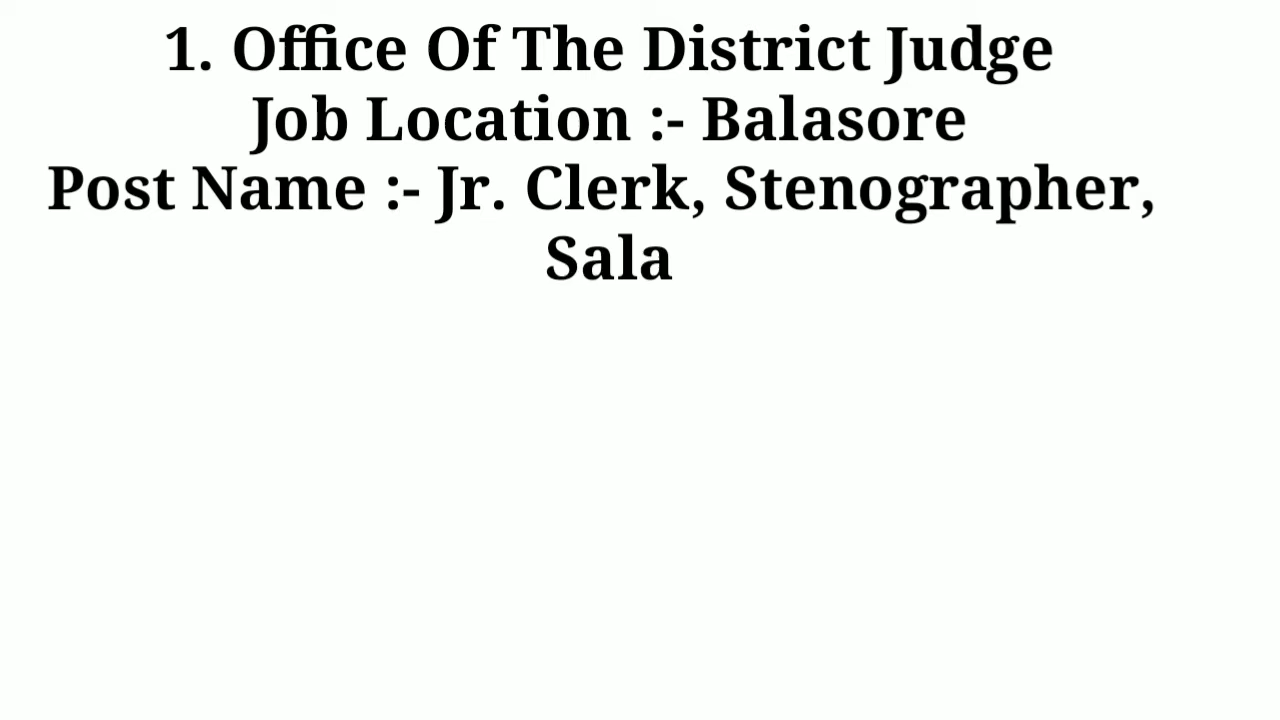 1. Office Of The District Judge
Job Location :- Balasore
Post Name :- Jr. Clerk, Stenographer,
Sala